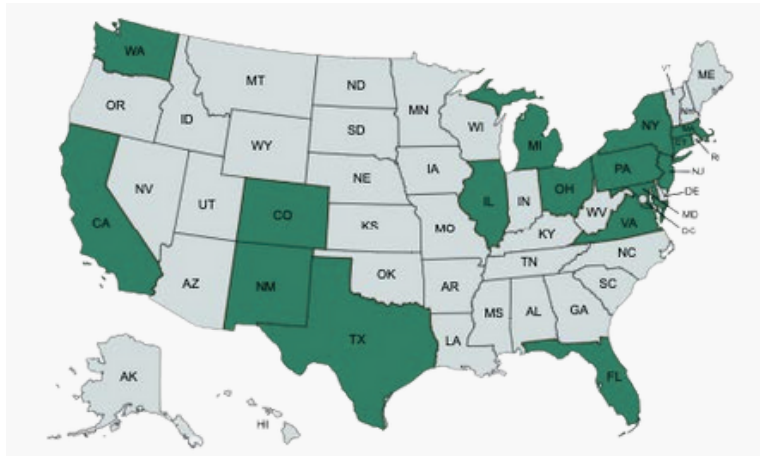 WA
MT
ND
MN
VT
ME
OR
ID
SD
WI
NH
NY
MA
WY
MI
CT
RI
IA
PA
NJ
NE
NV
UT
IL
IN
OH
DE
CO
WV
MD
CA
KS
MO
VA
DC
KY
NC
TN
AZ
NM
OK
AR
SC
MS
AL
GA
TX
LA
AK
FL
HI